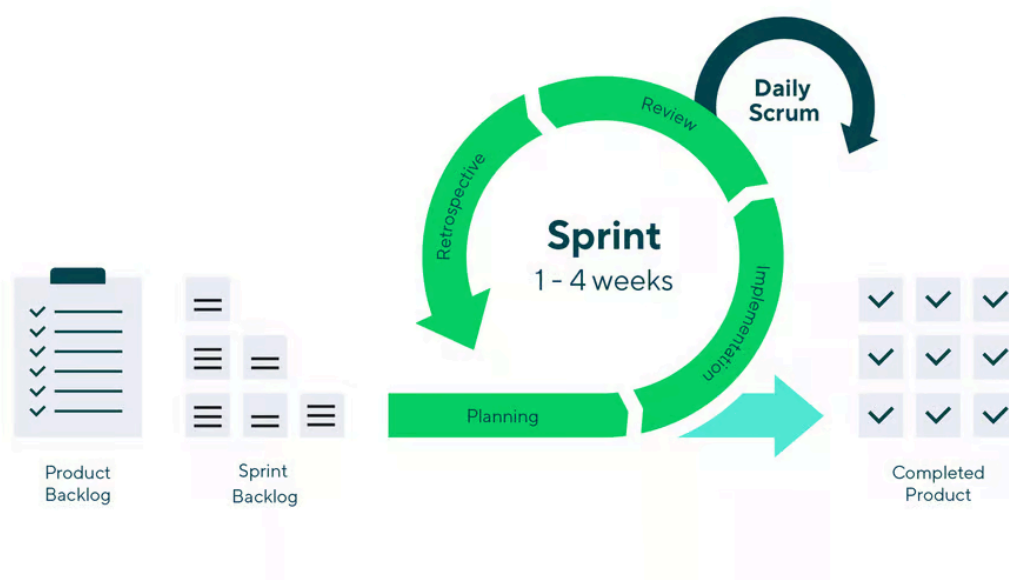 Product
Backlog
Sprint
Backlog
Planning
Implementation
Review
Retrospective
Sprint
1 - 4 weeks
Daily
Scrum
Completed
Product